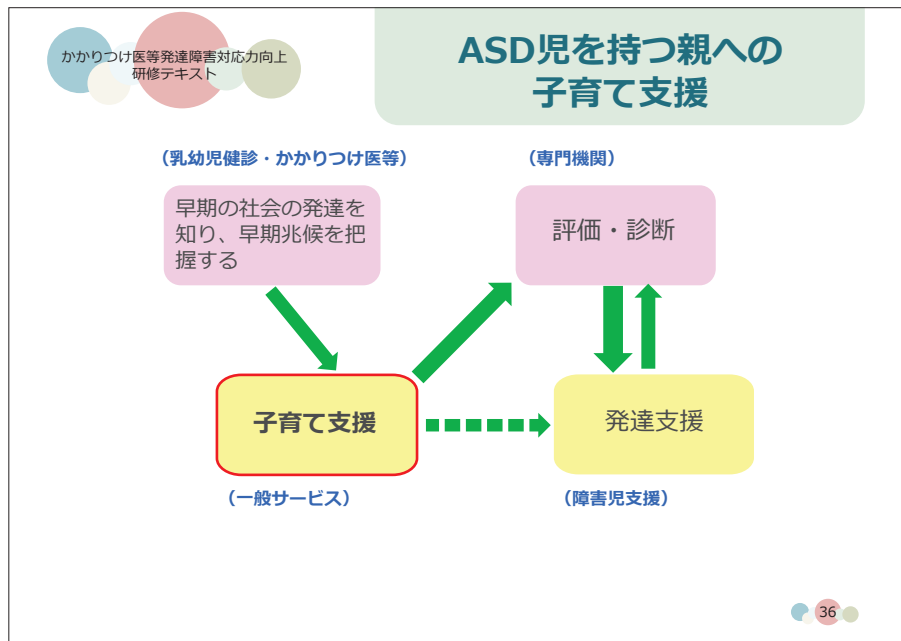 かかりつけ医等発達障害対応力向上
研修テキスト
ASD児を持つ親への
子育て支援
（乳幼児健診・かかりつけ医等）
（専門機関）
早期の社会の発達を
知り、早期兆候を把
握する
評価・診断
子育て支援
発達支援
（一般サービス）
（障害児支援）
36